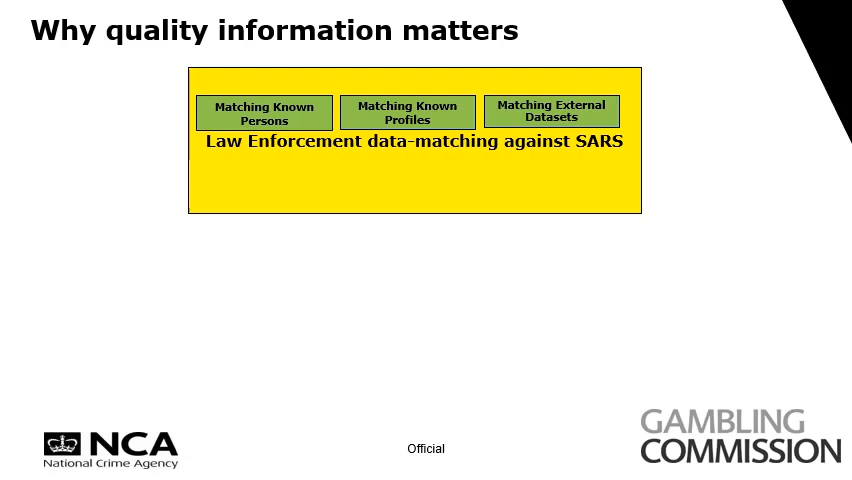 Why quality information matters
Matching Known
Persons
Matching Known
Profiles
Matching External
Datasets
Law Enforcement data-matching against SARS
NCA
National Crime Agency
Official
GAMBLING
COMMISSION